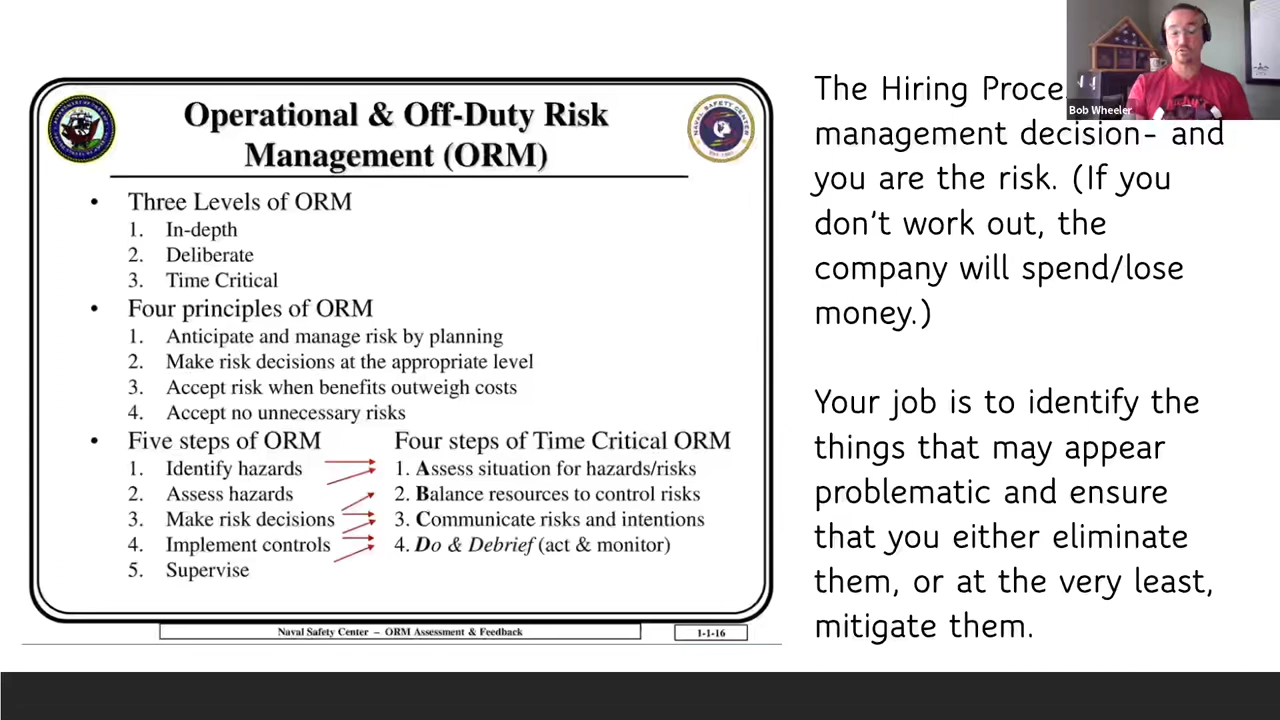 Operational & Off-Duty Risk
Management (ORM)
• Three Levels of ORM
1. In-depth
2. Deliberate
3. Time Critical
• Four principles of ORM
1. Anticipate and manage risk by planning
2. Make risk decisions at the appropriate level
3. Accept risk when benefits outweigh costs
4. Accept no unnecessary risks
• Five steps of ORM
1. Identify hazards
2. Assess hazards
3. Make risk decisions
4. Implement controls
5. Supervise
Four steps of Time Critical ORM
1. Assess situation for hazards/risks
2. Balance resources to control risks
3. Communicate risks and intentions
4. Do & Debrief (act & monitor)
Naval Safety Center – ORM Assessment & Feedback
1-1-16
The Hiring Proce
management decision- and
you are the risk. (If you
don't work out, the
company will spend/lose
money.)
Your job is to identify the
things that may appear
problematic and ensure
that you either eliminate
them, or at the very least,
mitigate them.
Bob Wheeler